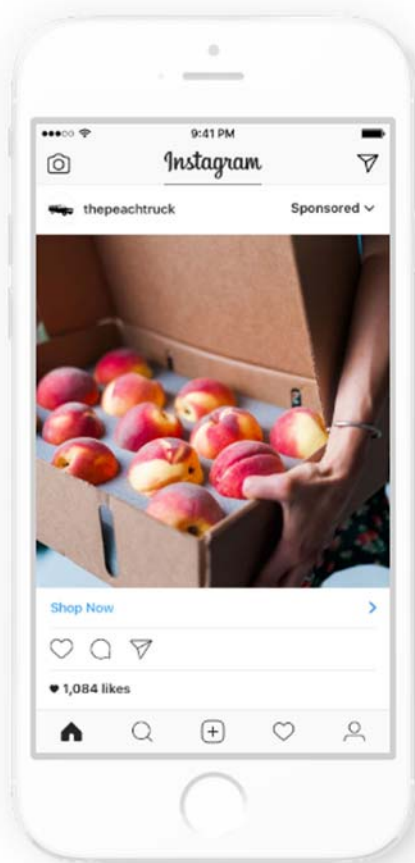 9:41 PM
Instagram
thepeachtruck Sponsored
Shop Now
1,084 likes